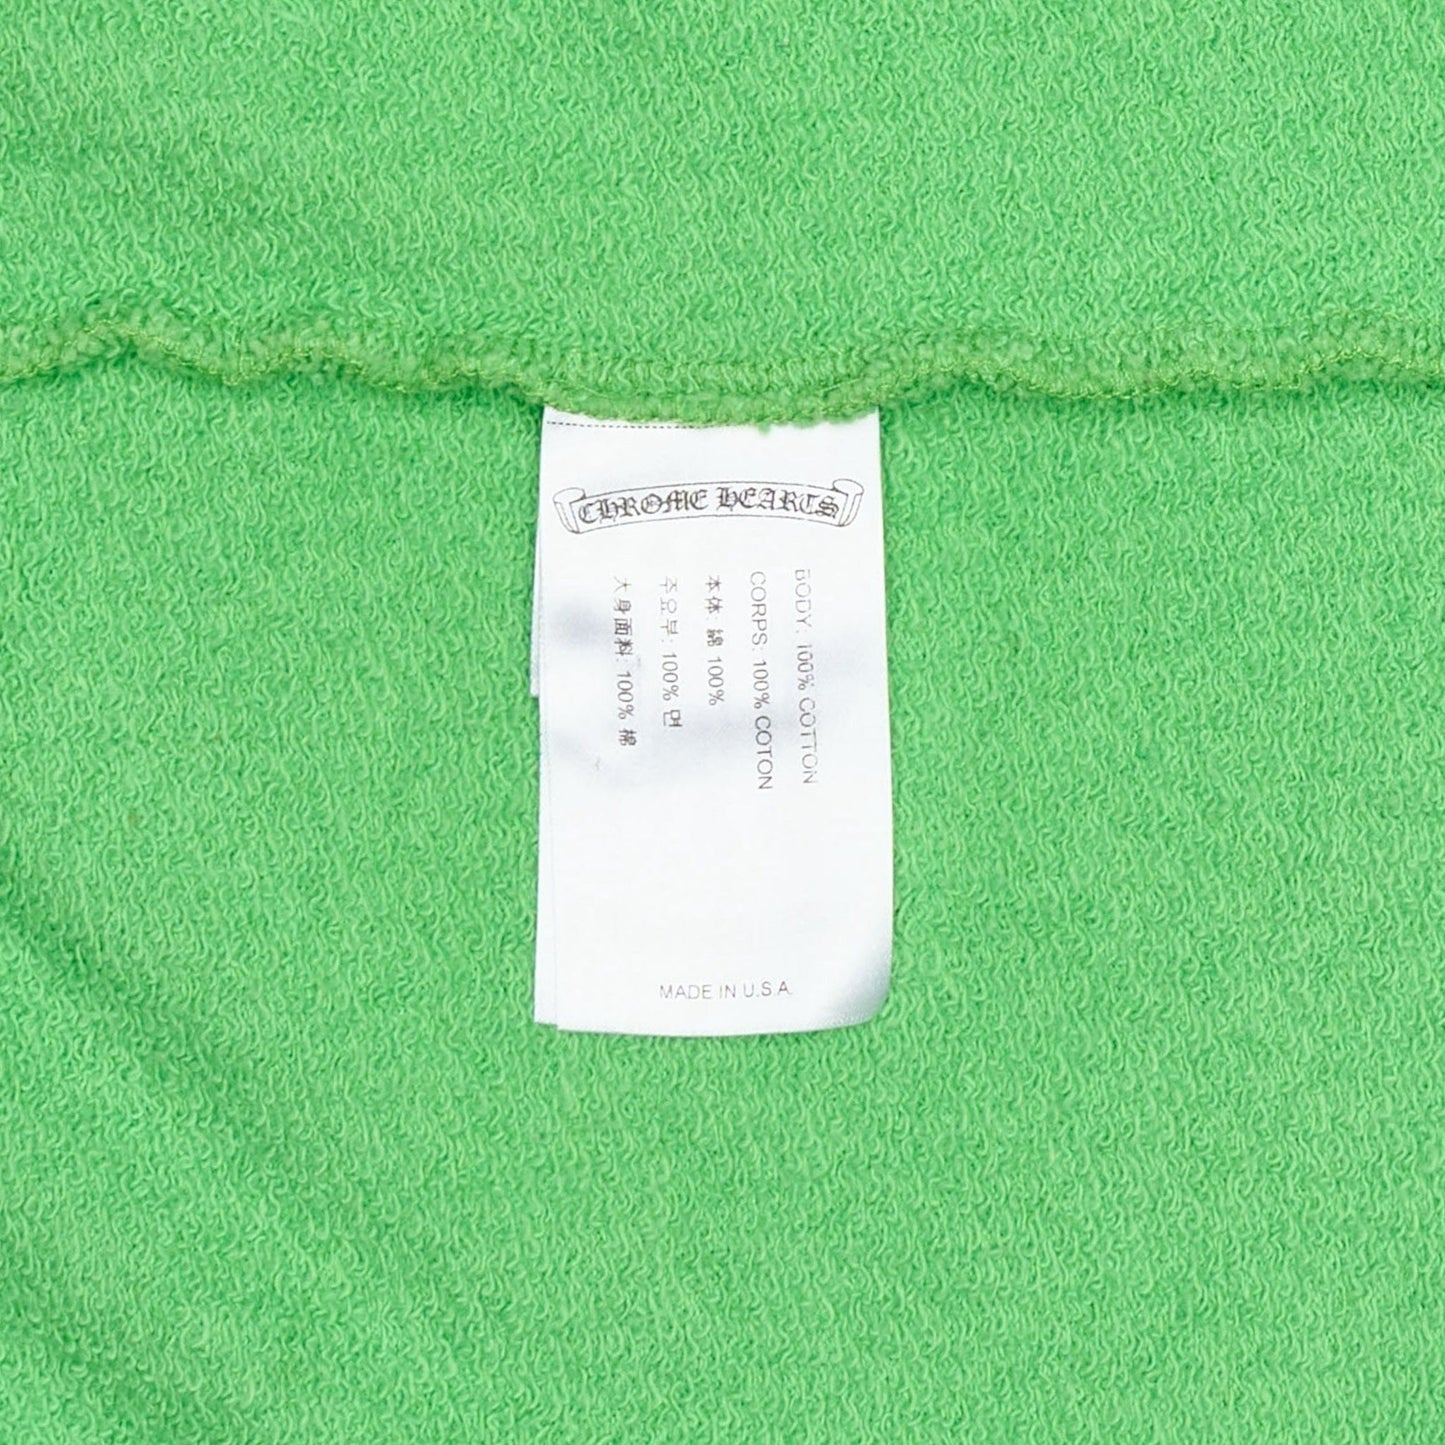 CHROME HEARTS
BODY: 100% COTTON
CORPS: 100% COTON
本体: 綿 100%
주요부: 100% 면
大身面料: 100% 棉
MADE IN U.S.A.